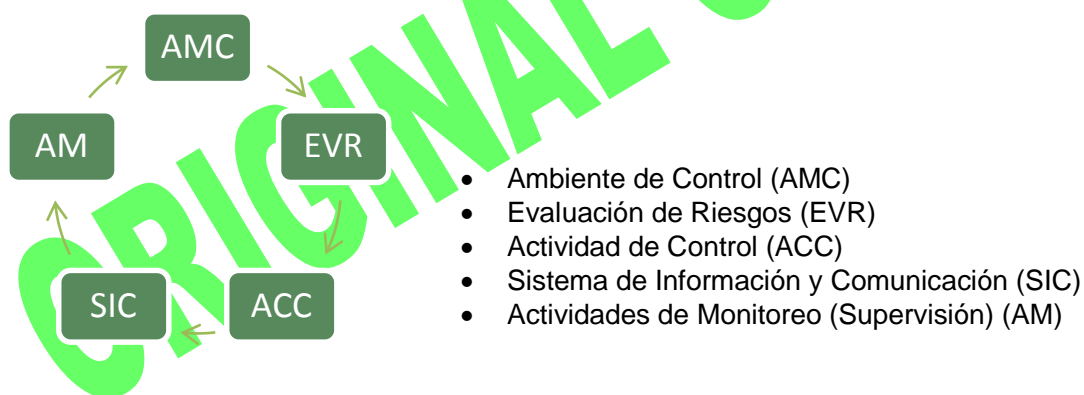 AMC
AM
EVR
SIC
ACC
• Ambiente de Control (AMC)
• Evaluación de Riesgos (EVR)
• Actividad de Control (ACC)
• Sistema de Información y Comunicación (SIC)
• Actividades de Monitoreo (Supervisión) (AM)
ORIGINAL